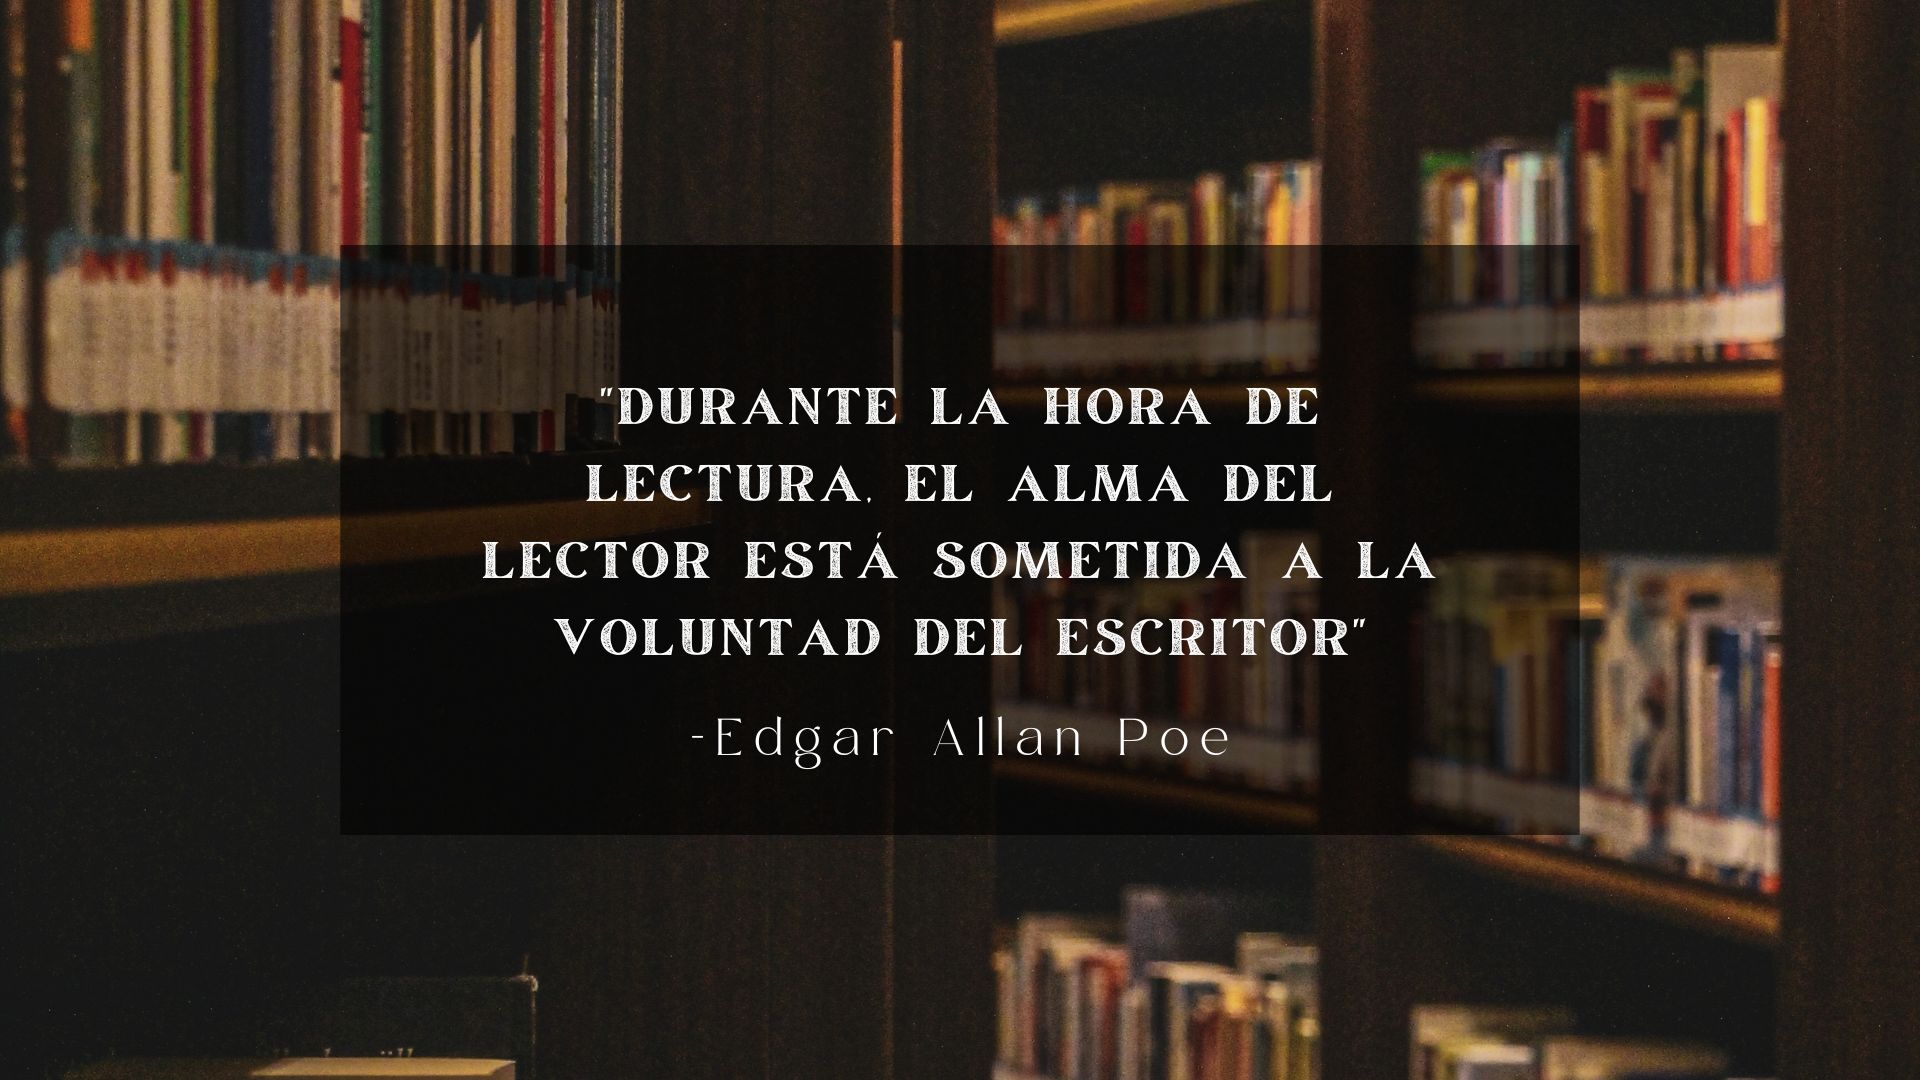 "DURANTE LA HORA DE
LECTURA, EL ALMA DEL
LECTOR ESTÁ SOMETIDA A LA
VOLUNTAD DEL ESCRITOR"
-Edgar Allan Poe